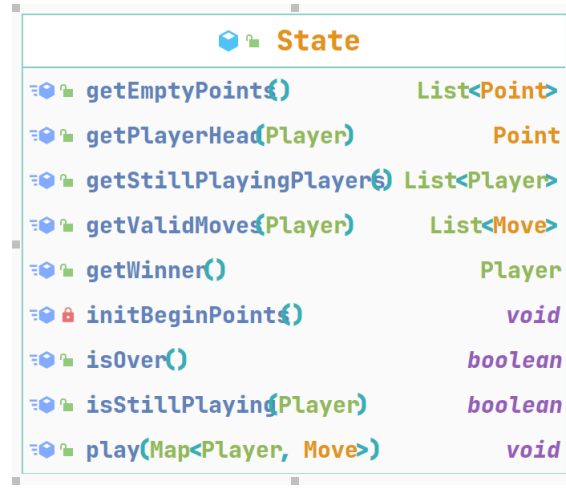 State
getEmptyPoints() List<Point>
getPlayerHead(Player) Point
getStillPlayingPlayers() List<Player>
getValidMoves(Player) List<Move>
getWinner() Player
initBeginPoints() void
isOver() boolean
isStillPlaying(Player) boolean
play(Map<Player, Move>) void